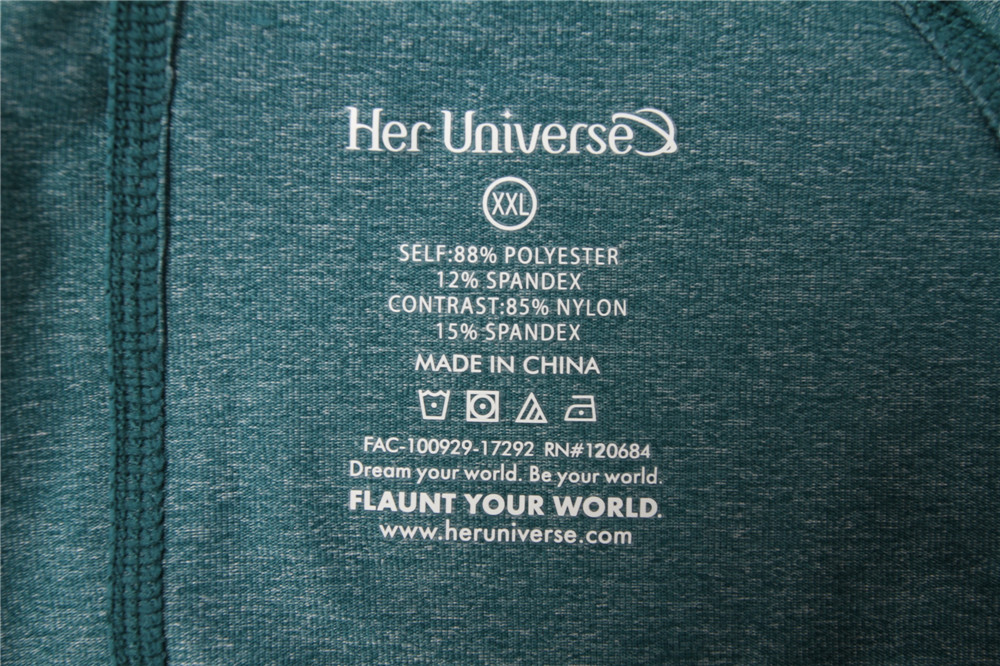 Her Universe
XXL
SELF:88% POLYESTER
12% SPANDEX
CONTRAST:85% NYLON
15% SPANDEX
MADE IN CHINA
FAC-100929-17292 RN#120684
Dream your world. Be your world.
FLAUNT YOUR WORLD.
www.heruniverse.com